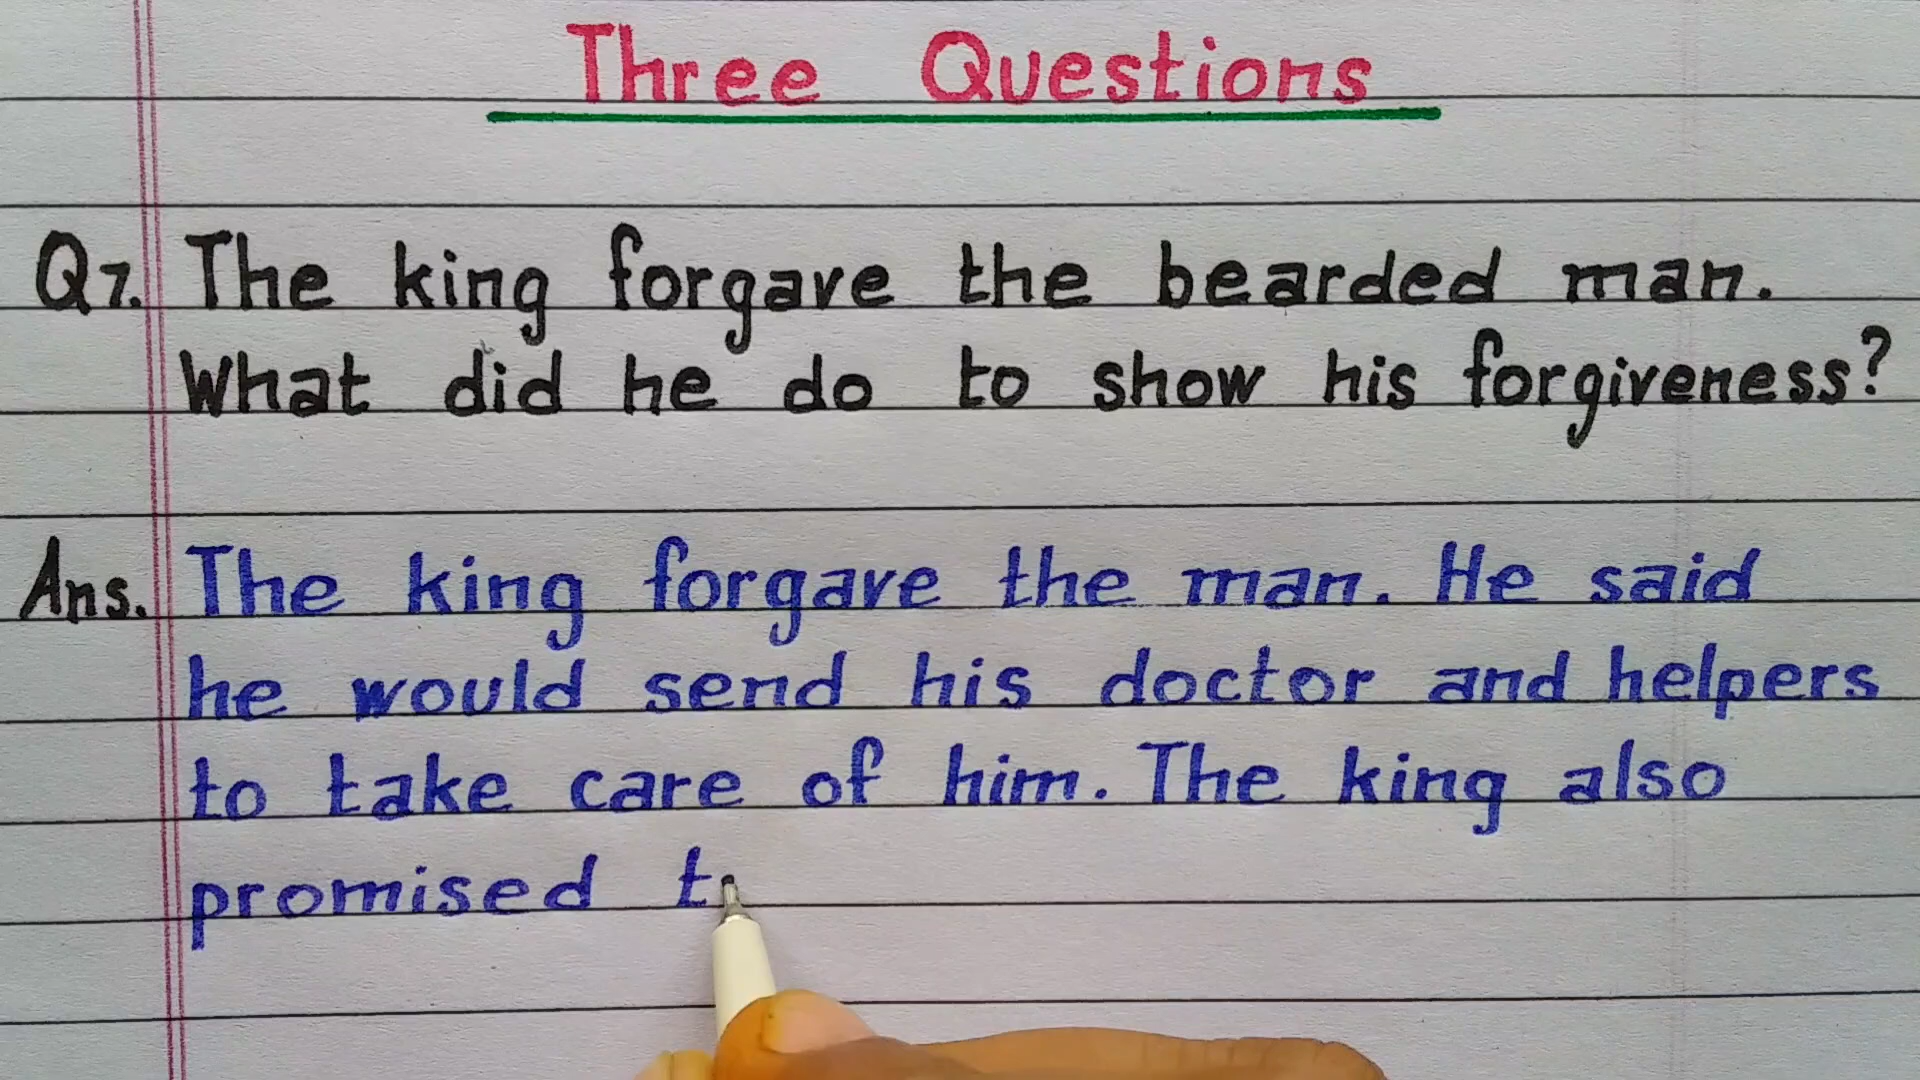 Three Questions
Q7. The king forgave the bearded man.
What did he do to show his forgiveness?
Ans. The king forgave the man. He said
he would send his doctor and helpers
to take care of him. The king also
promised t